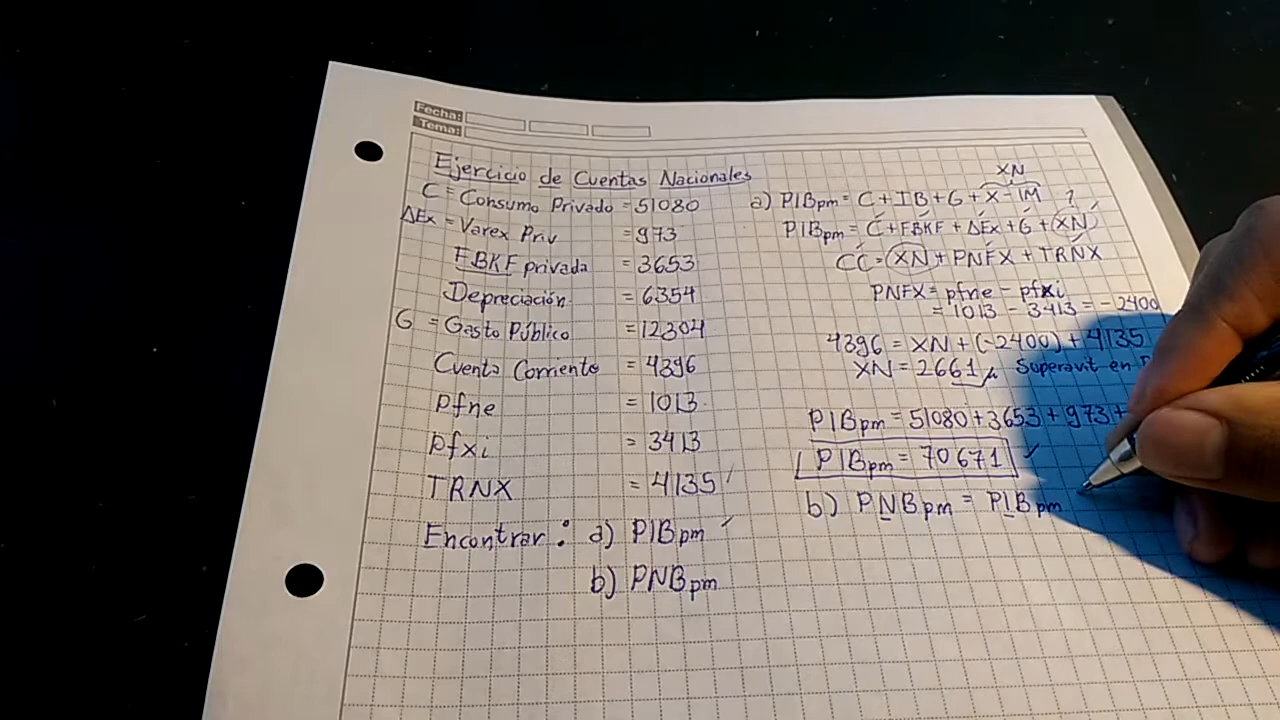 Fecha:
Tema:
Ejercicio de Cuentas Nacionales
C = Consumo Privado = 51080
ΔEx = Varex Priv = 973
FBKF privada = 3653
Depreciación = 6354
G = Gasto Público = 12304
Cuenta Corriente = 4396
Pfne = 1013
Pfxi = 3413
TRNX = 4135
Encontrar: a) PIBpm
b) PNBpm
XN
a) PIBpm = C + IB + G + X - IM ?
PIBpm = C + FBKF + ΔEx + G + XN
CC = XN + PNFX + TRNX
PNFX = pfne - pfxi
= 1013 - 3413 = -2400
4396 = XN + (-2400) + 4135
XN = 2661 Superavit en
PIBpm = 51080 + 3653 + 973 +
PIBpm = 70671
b) PNBpm = PIBpm